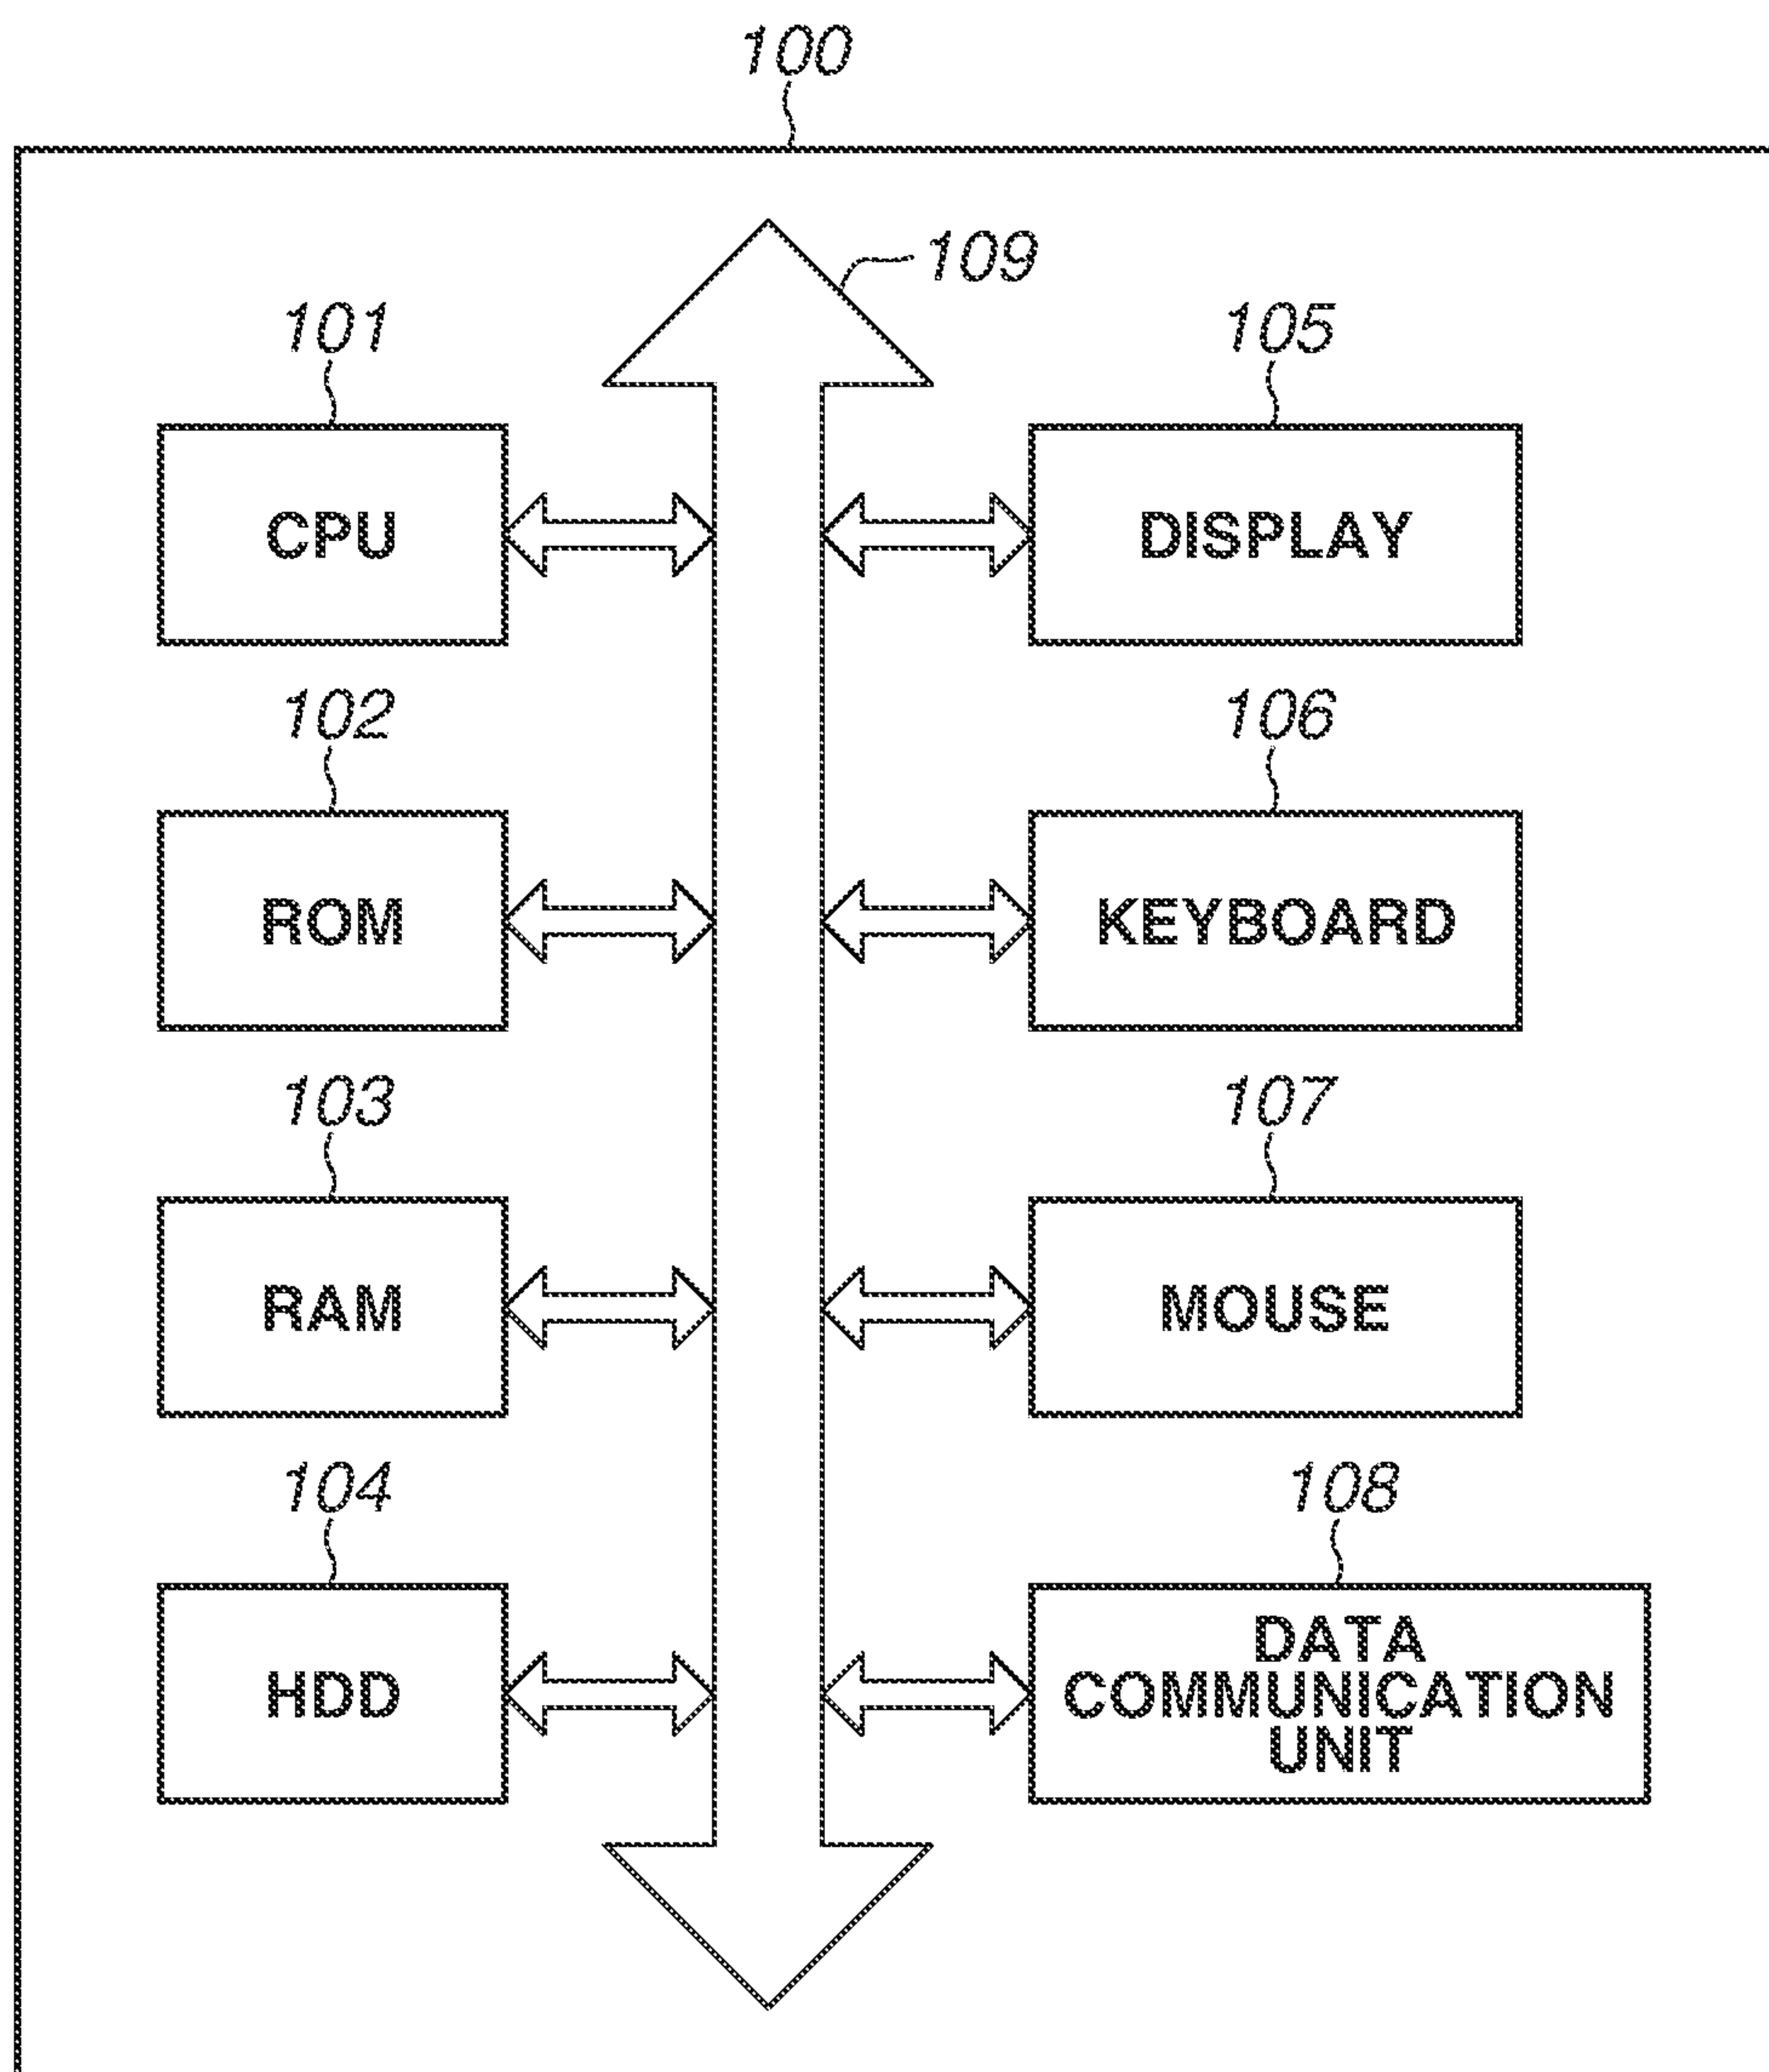 100
109
101
105
CPU
DISPLAY
102
106
ROM
KEYBOARD
103
107
RAM
MOUSE
104
108
HDD
DATA
COMMUNICATION
UNIT